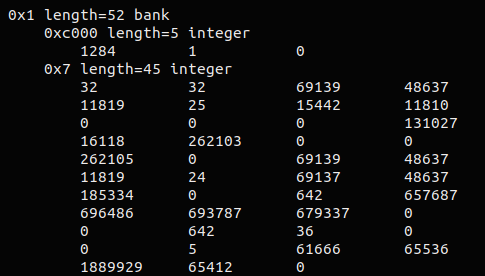 0x1 length=52 bank
0xc000 length=5 integer
1284 1 0
0x7 length=45 integer
32 32 69139 48637
11819 25 15442 11810
0 0 0 131027
16118 262103 0 0
262105 0 69139 48637
11819 24 69137 48637
185334 0 642 657687
696486 693787 679337 0
0 642 36 0
0 5 61666 65536
1889929 65412 0